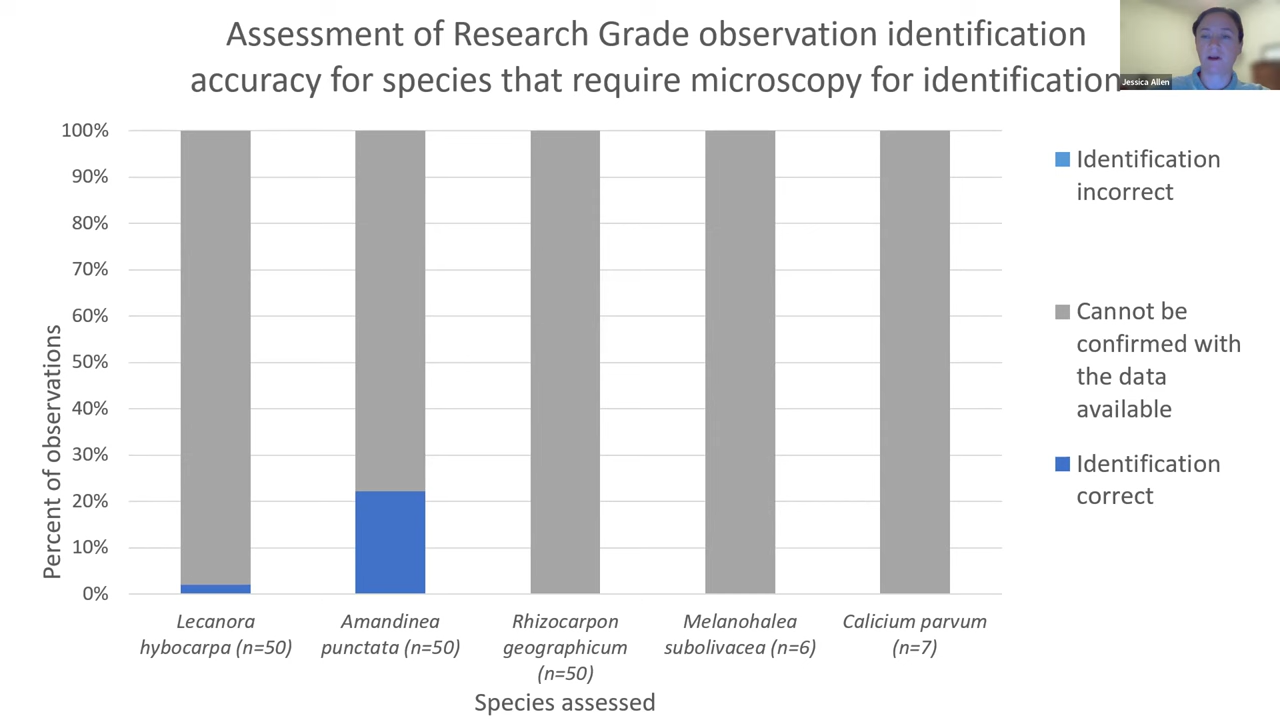 Assessment of Research Grade observation identification
accuracy for species that require microscopy for identification
Jessica Allen
100%
90%
80%
70%
60%
50%
40%
30%
20%
10%
0%
Percent of observations
Lecanora
hybocarpa (n=50)
Amandinea
punctata (n=50)
Rhizocarpon
geographicum
(n=50)
Melanohalea
subolivacea (n=6)
Calicium parvum
(n=7)
Species assessed
Identification
incorrect
Cannot be
confirmed with
the data
available
Identification
correct